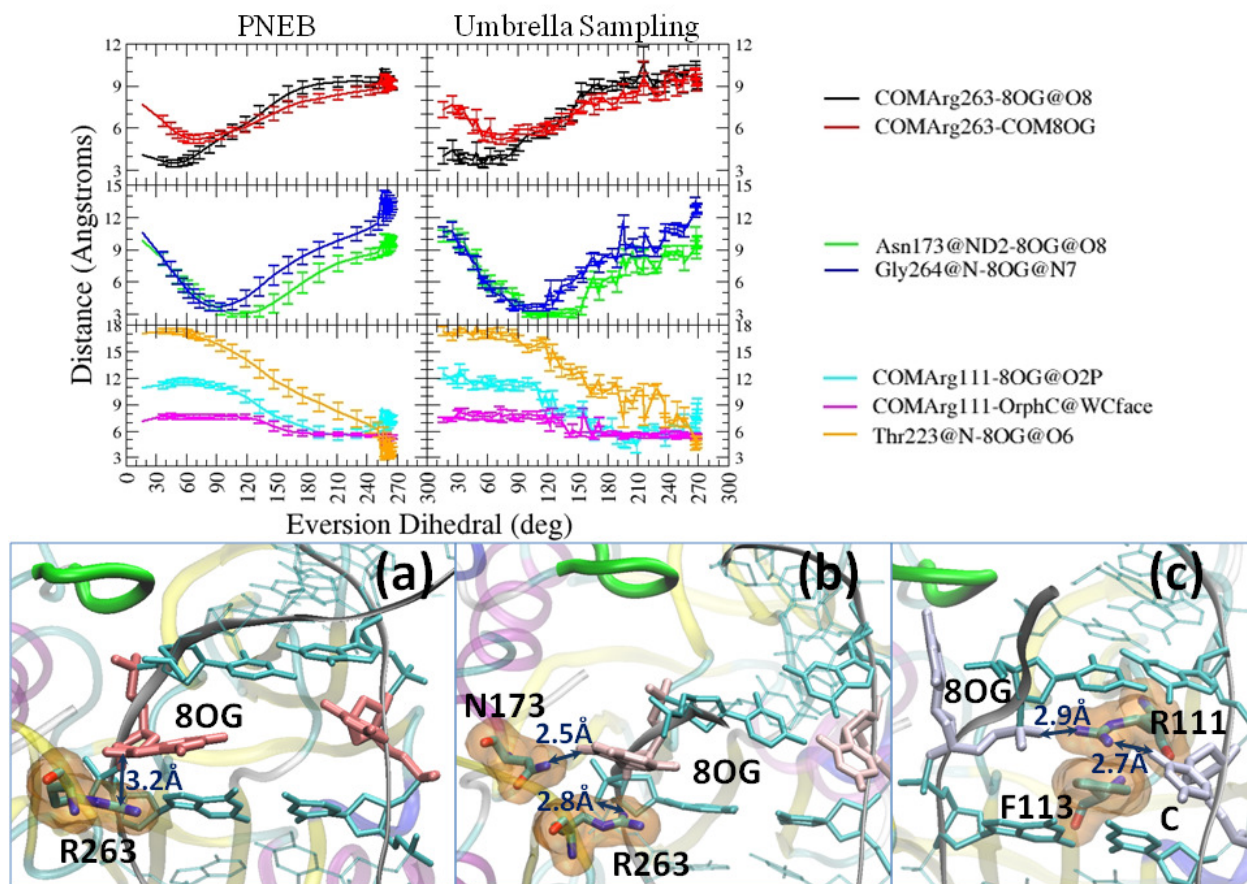 PNEB Umbrella Sampling
Distance (Angstroms)
12
9
6
3
15
12
9
6
3
18
15
12
9
6
3
12
9
6
3
15
12
9
6
3
18
15
12
9
6
3
0 30 60 90 120 150 180 210 240 270 300 30 60 90 120 150 180 210 240 270 300
Eversion Dihedral (deg)
COMArg263-8OG@O8
COMArg263-COM8OG
Asn173@ND2-8OG@O8
Gly264@N-8OG@N7
COMArg111-8OG@O2P
COMArg111-OrphC@WCface
Thr223@N-8OG@O6
(a)
8OG
3.2Å
R263
(b)
N173
2.5Å
8OG
2.8Å
R263
(c)
8OG
2.9Å
R111
2.7Å
F113
C